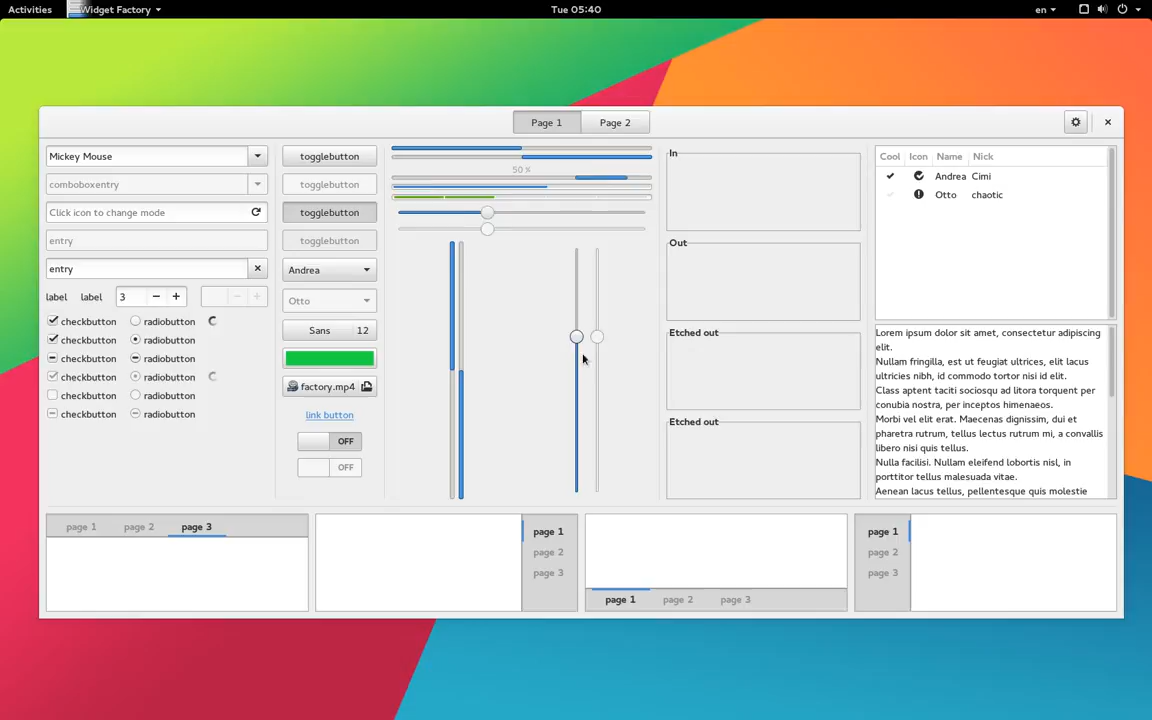 Activities Widget Factory Tue 05:40 en
Page 1 Page 2
Mickey Mouse
comboboxentry
Click icon to change mode
entry
entry
label label 3
checkbutton radiobutton
checkbutton radiobutton
checkbutton radiobutton
checkbutton radiobutton
checkbutton radiobutton
checkbutton radiobutton
togglebutton
togglebutton
togglebutton
togglebutton
Andrea
Otto
Sans 12
factory.mp4
link button
OFF
OFF
50 %
In
Out
Etched out
Etched out
Cool Icon Name Nick
Andrea Cimi
Otto chaotic
Lorem ipsum dolor sit amet, consectetur adipiscing
elit.
Nullam fringilla, est ut feugiat ultrices, elit lacus
ultricies nibh, id commodo tortor nisi id elit.
Class aptent taciti sociosqu ad litora torquent per
conubia nostra, per inceptos himenaeos.
Morbi vel elit erat. Maecenas dignissim, dui et
pharetra rutrum, tellus lectus rutrum mi, a convallis
libero nisi quis tellus.
Nulla facilisi. Nullam eleifend lobortis nisl, in
porttitor tellus malesuada vitae.
Aenean lacus tellus, pellentesque quis molestie
page 1 page 2 page 3
page 1
page 2
page 3
page 1 page 2 page 3
page 1
page 2
page 3